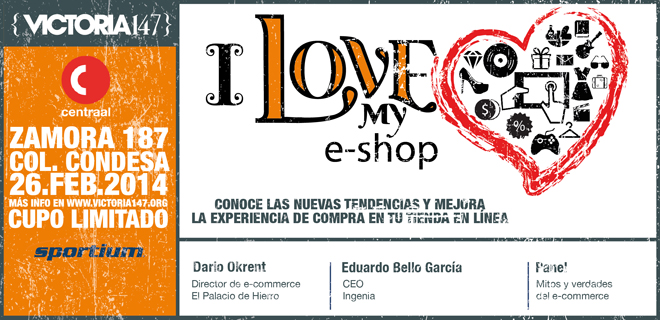 {VICTORIA147}
centraal
ZAMORA 187
COL. CONDESA
26.FEB.2014
MÁS INFO EN WWW.VICTORIA147.ORG
CUPO LIMITADO
sportium
I LOVE
MY
e-shop
$
%
CONOCE LAS NUEVAS TENDENCIAS Y MEJORA
LA EXPERIENCIA DE COMPRA EN TU TIENDA EN LÍNEA
Dario Okrent
Director de e-commerce
El Palacio de Hierro
Eduardo Bello García
CEO
Ingenia
Panel
Mitos y verdades
del e-commerce